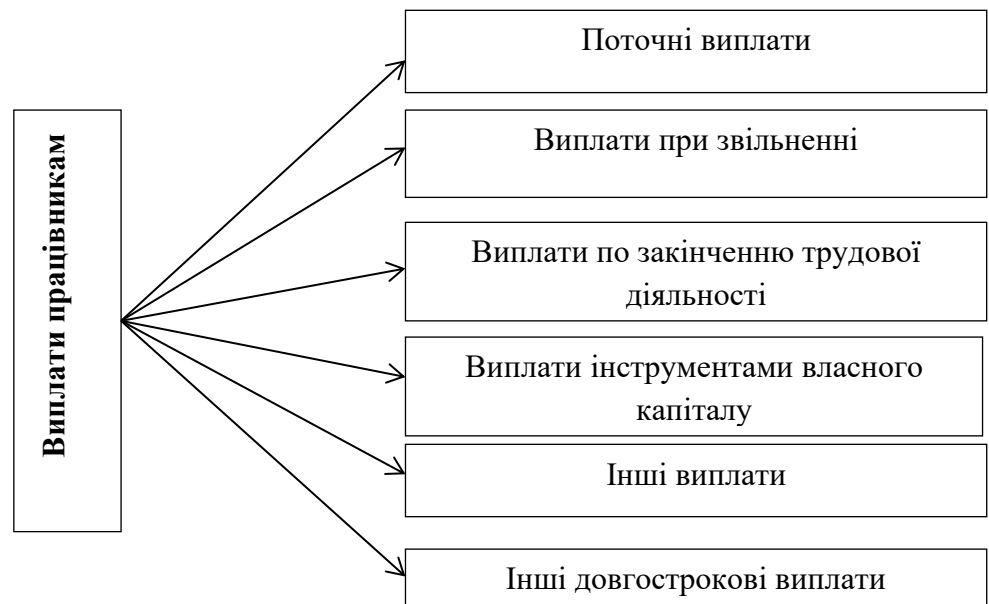 Виплати працівникам
Поточні виплати
Виплати при звільненні
Виплати по закінченню трудової
діяльності
Виплати інструментами власного
капіталу
Інші виплати
Інші довгострокові виплати